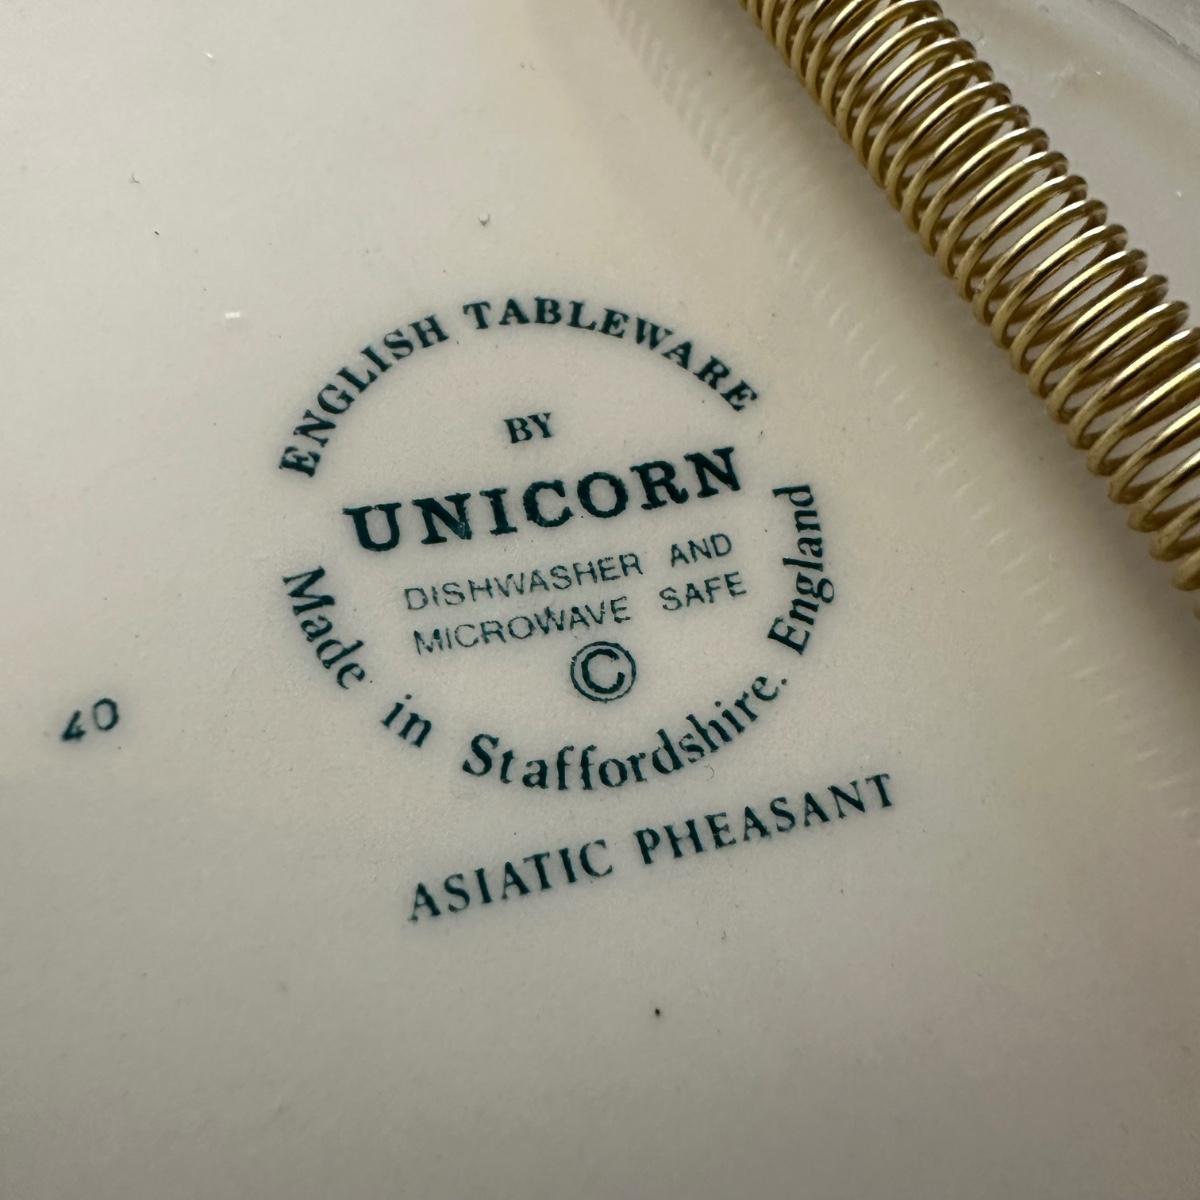 ENGLISH TABLEWARE
BY
UNICORN
DISHWASHER AND
MICROWAVE SAFE
©
Made in Staffordshire. England
ASIATIC PHEASANT
40